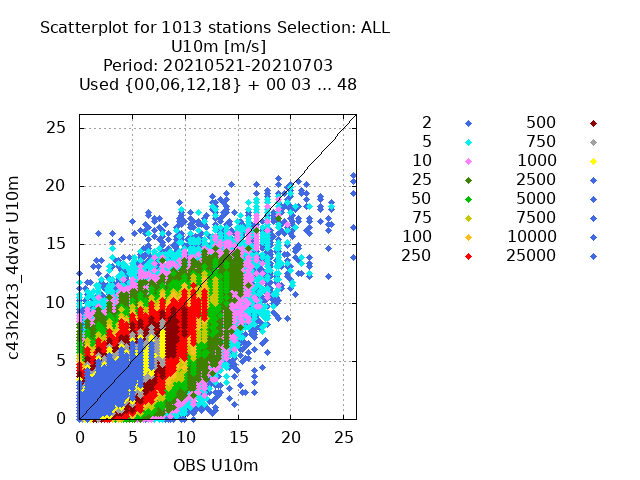 Scatterplot for 1013 stations Selection: ALL
U10m [m/s]
Period: 20210521-20210703
Used {00,06,12,18} + 00 03 ... 48
25
20
15
10
5
0
0 5 10 15 20 25
c43h22t3_4dvar U10m
OBS U10m
2 500
5 750
10 1000
25 2500
50 5000
75 7500
100 10000
250 25000